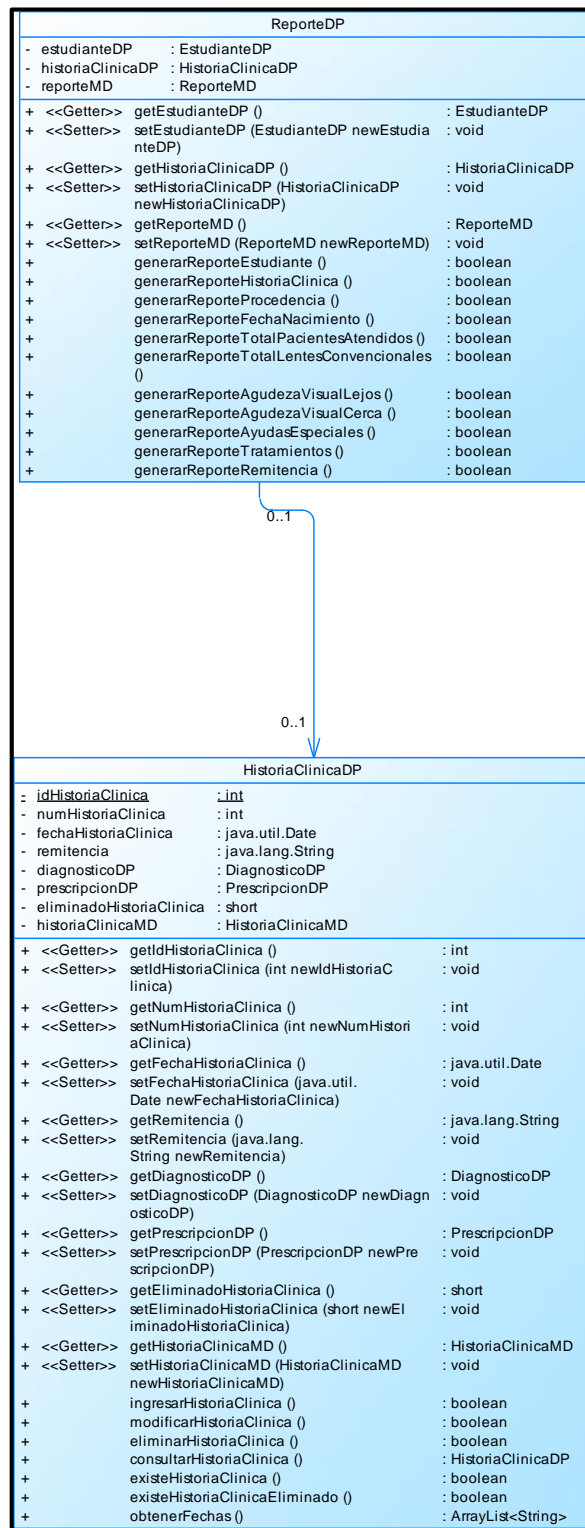 ReporteDP
- estudianteDP : EstudianteDP
- historiaClinicaDP : HistoriaClinicaDP
- reporteMD : ReporteMD
+ <<Getter>> getEstudianteDP () : EstudianteDP
+ <<Setter>> setEstudianteDP (EstudianteDP newEstudia : void
nteDP)
+ <<Getter>> getHistoriaClinicaDP () : HistoriaClinicaDP
+ <<Setter>> setHistoriaClinicaDP (HistoriaClinicaDP : void
newHistoriaClinicaDP)
+ <<Getter>> getReporteMD () : ReporteMD
+ <<Setter>> setReporteMD (ReporteMD newReporteMD) : void
+ generarReporteEstudiante () : boolean
+ generarReporteHistoriaClinica () : boolean
+ generarReporteProcedencia () : boolean
+ generarReporteFechaNacimiento () : boolean
+ generarReporteTotalPacientesAtendidos () : boolean
+ generarReporteTotalLentesConvencionales : boolean
()
+ generarReporteAgudezaVisualLejos () : boolean
+ generarReporteAgudezaVisualCerca () : boolean
+ generarReporteAyudasEspeciales () : boolean
+ generarReporteTratamientos () : boolean
+ generarReporteRemitencia () : boolean
0..1
0..1
HistoriaClinicaDP
- idHistoriaClinica : int
- numHistoriaClinica : int
- fechaHistoriaClinica : java.util.Date
- remitencia : java.lang.String
- diagnosticoDP : DiagnosticoDP
- prescripcionDP : PrescripcionDP
- eliminadoHistoriaClinica : short
- historiaClinicaMD : HistoriaClinicaMD
+ <<Getter>> getIdHistoriaClinica () : int
+ <<Setter>> setIdHistoriaClinica (int newIdHistoriaC : void
linica)
+ <<Getter>> getNumHistoriaClinica () : int
+ <<Setter>> setNumHistoriaClinica (int newNumHistori : void
aClinica)
+ <<Getter>> getFechaHistoriaClinica () : java.util.Date
+ <<Setter>> setFechaHistoriaClinica (java.util. : void
Date newFechaHistoriaClinica)
+ <<Getter>> getRemitencia () : java.lang.String
+ <<Setter>> setRemitencia (java.lang. : void
String newRemitencia)
+ <<Getter>> getDiagnosticoDP () : DiagnosticoDP
+ <<Setter>> setDiagnosticoDP (DiagnosticoDP newDiagn : void
osticoDP)
+ <<Getter>> getPrescripcionDP () : PrescripcionDP
+ <<Setter>> setPrescripcionDP (PrescripcionDP newPre : void
scripcionDP)
+ <<Getter>> getEliminadoHistoriaClinica () : short
+ <<Setter>> setEliminadoHistoriaClinica (short newEl : void
iminadoHistoriaClinica)
+ <<Getter>> getHistoriaClinicaMD () : HistoriaClinicaMD
+ <<Setter>> setHistoriaClinicaMD (HistoriaClinicaMD : void
newHistoriaClinicaMD)
+ ingresarHistoriaClinica () : boolean
+ modificarHistoriaClinica () : boolean
+ eliminarHistoriaClinica () : boolean
+ consultarHistoriaClinica () : HistoriaClinicaDP
+ existeHistoriaClinica () : boolean
+ existeHistoriaClinicaEliminado () : boolean
+ obtenerFechas () : ArrayList<String>